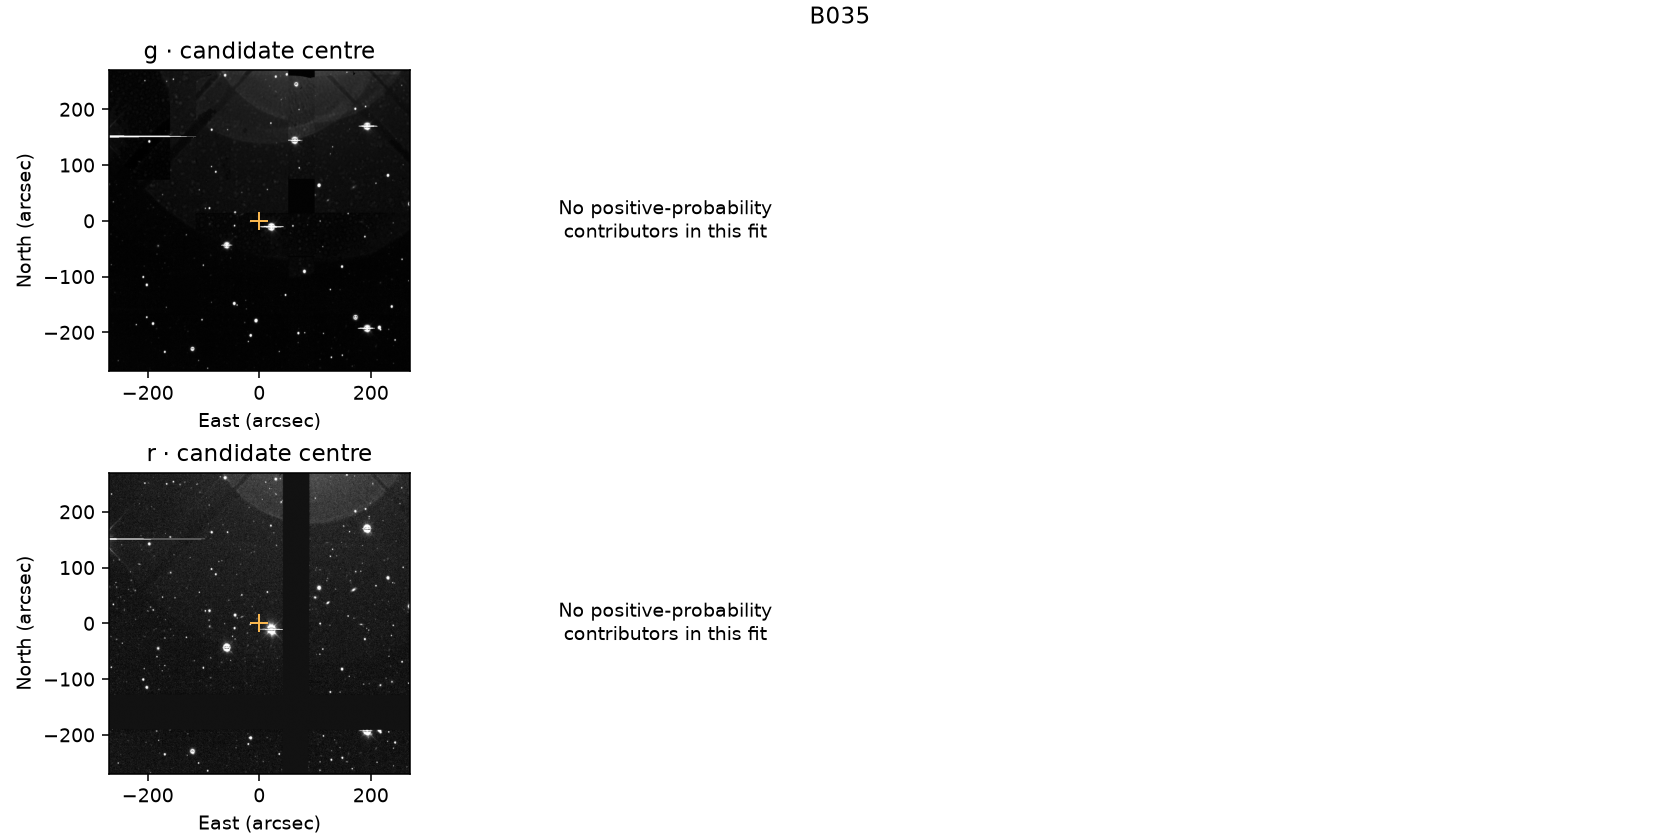 B035
g · candidate centre
North (arcsec)
200
100
0
−100
−200
−200
0
200
East (arcsec)
No positive-probability
contributors in this fit
r · candidate centre
North (arcsec)
200
100
0
−100
−200
−200
0
200
East (arcsec)
No positive-probability
contributors in this fit